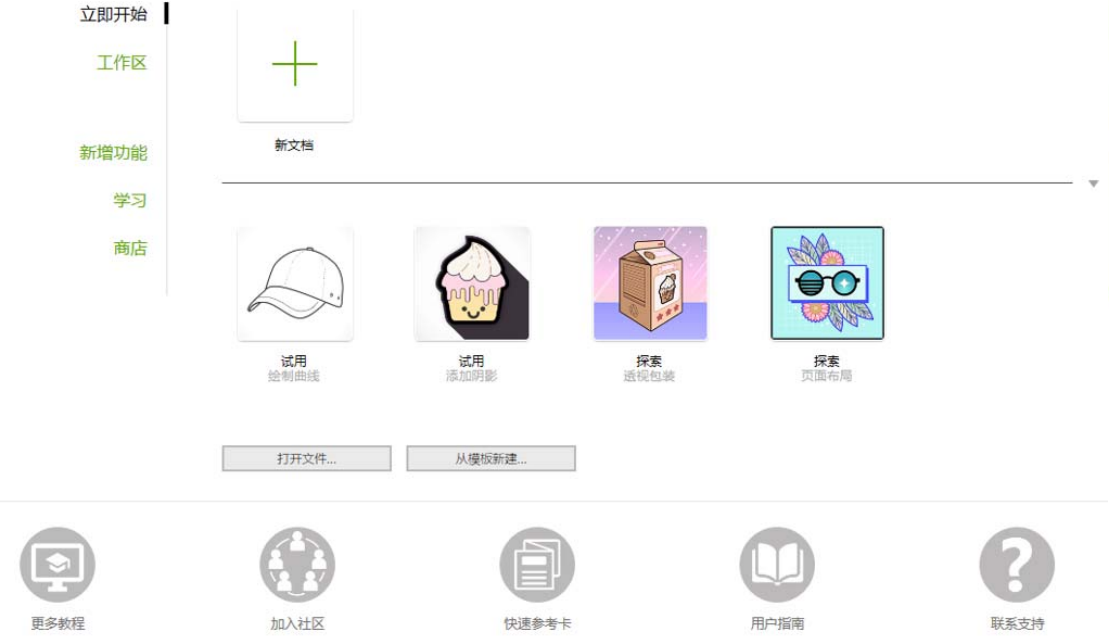 立即开始
工作区
新增功能
学习
商店
新文档
试用
绘制曲线
试用
添加阴影
探索
透视包装
探索
页面布局
打开文件...
从模板新建...
更多教程
加入社区
快速参考卡
用户指南
联系支持